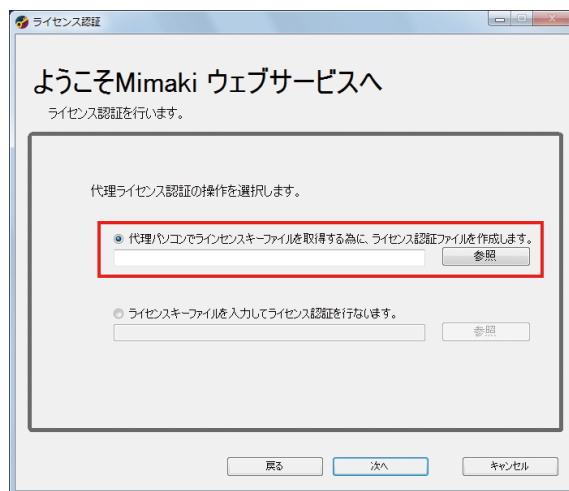 ライセンス認証
ようこそMimaki ウェブサービスへ
ライセンス認証を行います。
代理ライセンス認証の操作を選択します。
代理パソコンでラインセンスキーファイルを取得する為に、ライセンス認証ファイルを作成します。
参照
ライセンスキーファイルを入力してライセンス認証を行なします。
参照
戻る
次へ
キャンセル